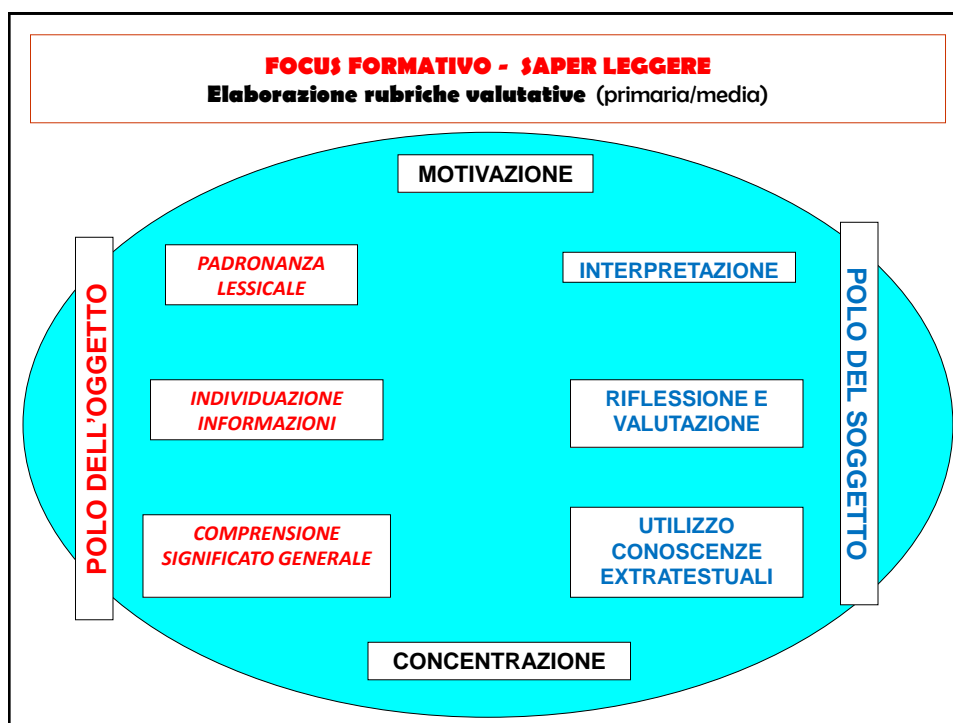 FOCUS FORMATIVO - SAPER LEGGERE
Elaborazione rubriche valutative (primaria/media)
MOTIVAZIONE
POLO DELL'OGGETTO
PADRONANZA
LESSICALE
INDIVIDUAZIONE
INFORMAZIONI
COMPRENSIONE
SIGNIFICATO GENERALE
INTERPRETAZIONE
RIFLESSIONE E
VALUTAZIONE
UTILIZZO
CONOSCENZE
EXTRATESTUALI
POLO DEL SOGGETTO
CONCENTRAZIONE